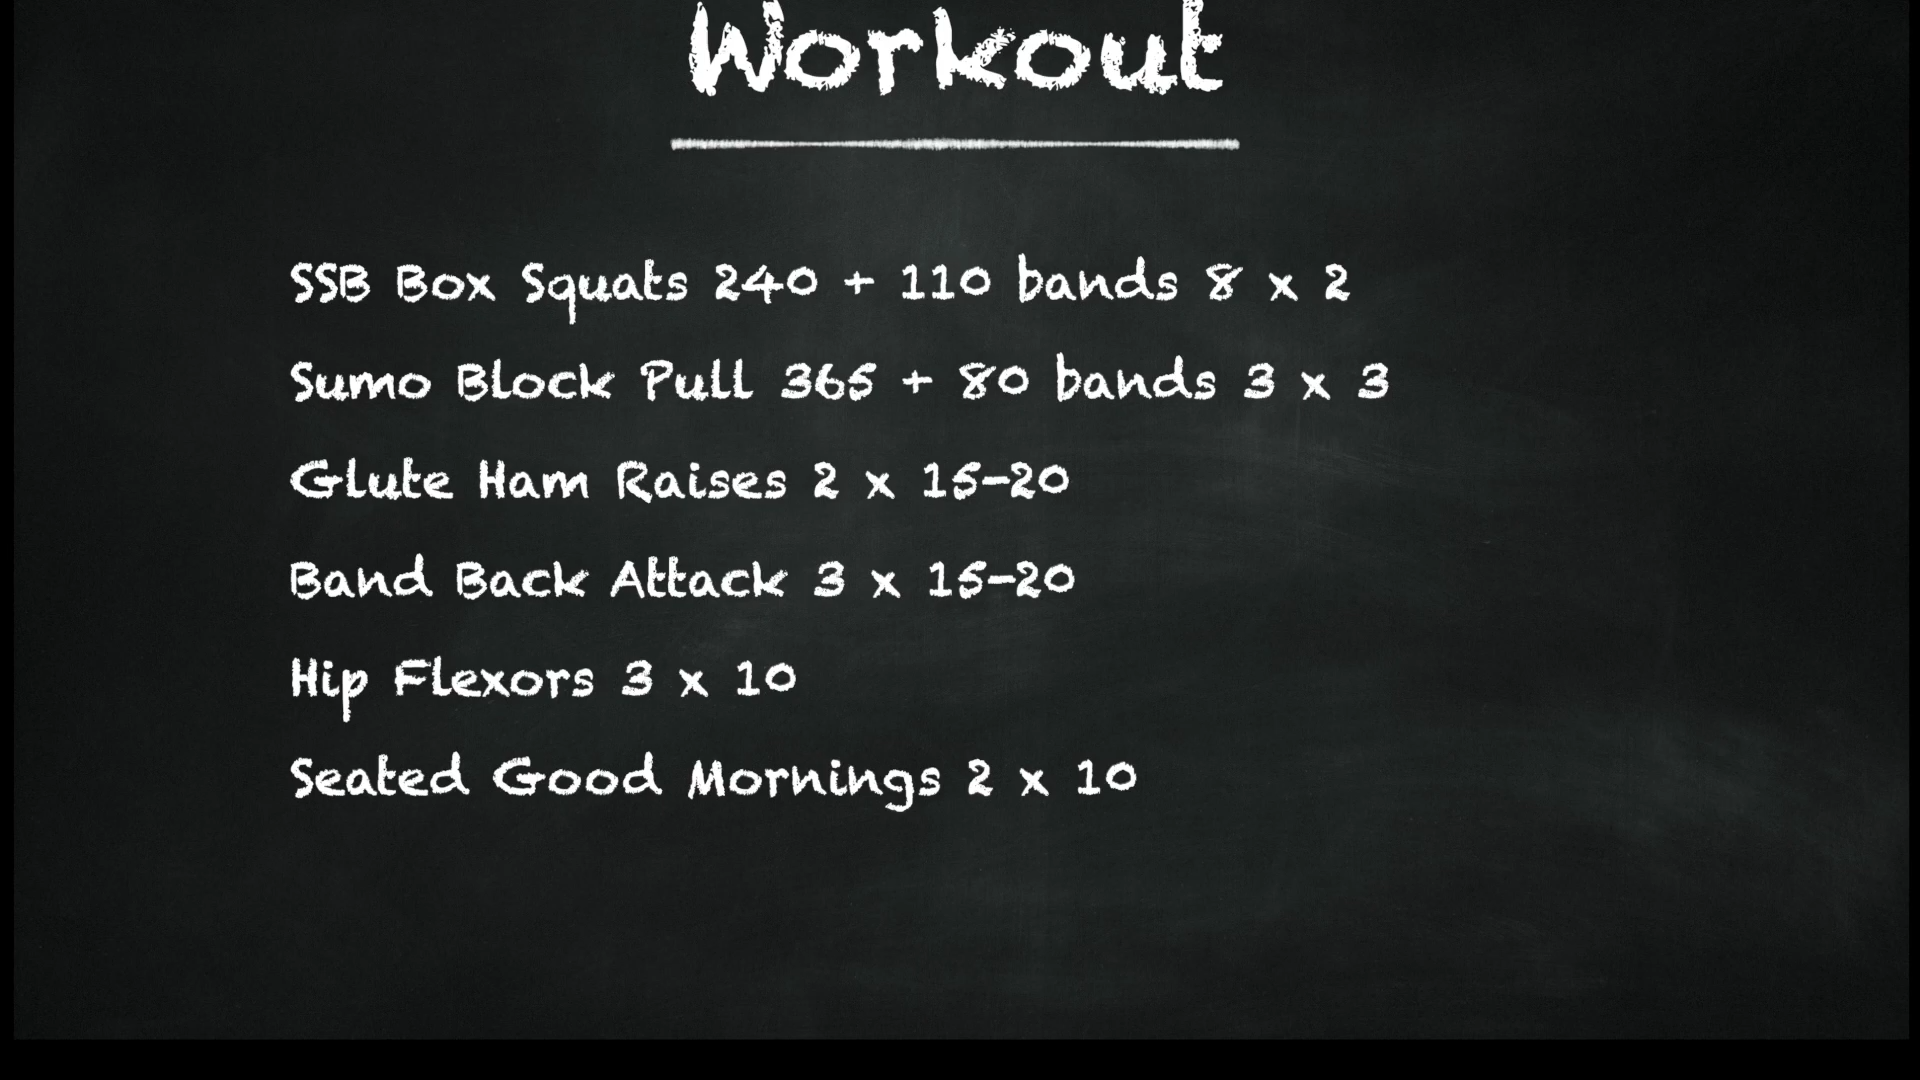 Workout
SSB Box Squats 240 + 110 bands 8 x 2
Sumo Block Pull 365 + 80 bands 3 x 3
Glute Ham Raises 2 x 15-20
Band Back Attack 3 x 15-20
Hip Flexors 3 x 10
Seated Good Mornings 2 x 10